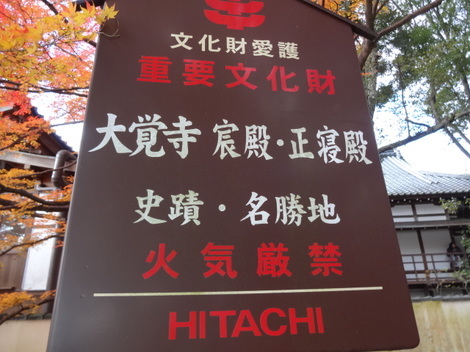 文化財愛護
重要文化財
大覚寺 宸殿・正寝殿
史蹟・名勝地
火気厳禁
HITACHI